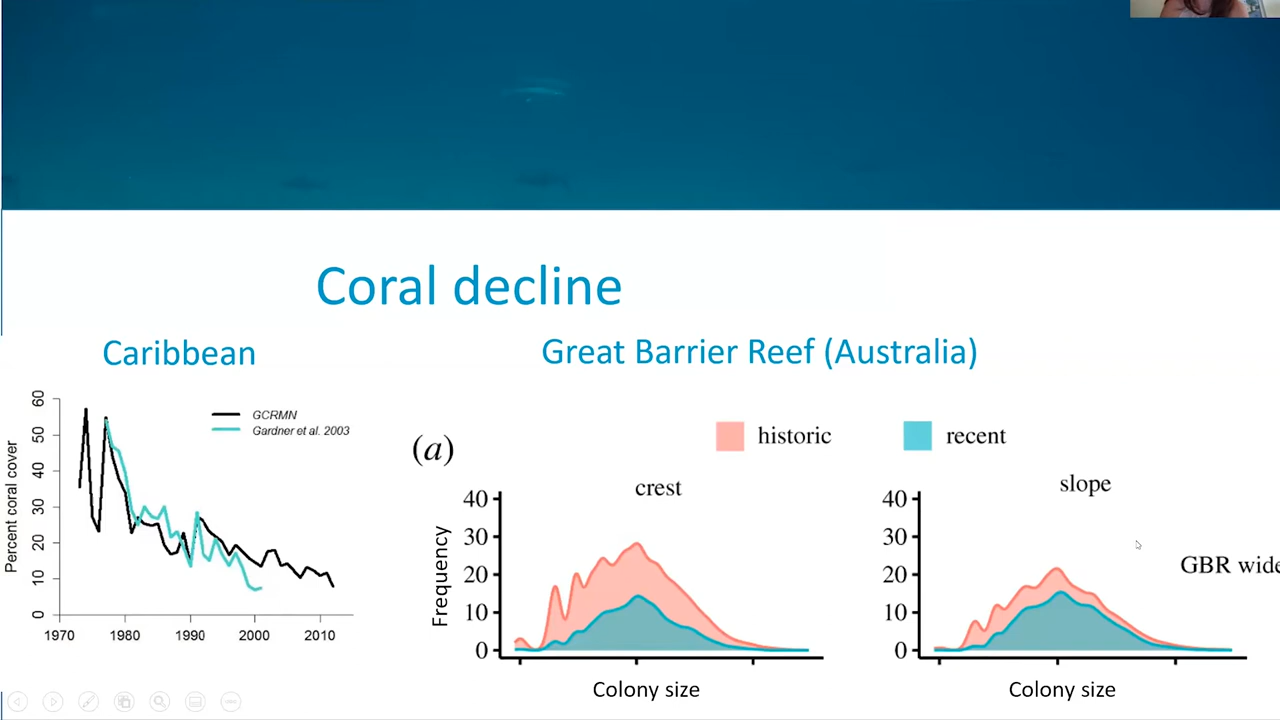 Coral decline
Caribbean
Great Barrier Reef (Australia)
60
50
40
30
20
10
0
Percent coral cover
GCRMN
Gardner et al. 2003
1970
1980
1990
2000
2010
(a)
historic
recent
crest
40
30
20
10
0
Frequency
Colony size
slope
40
30
20
10
0
GBR wide
Colony size